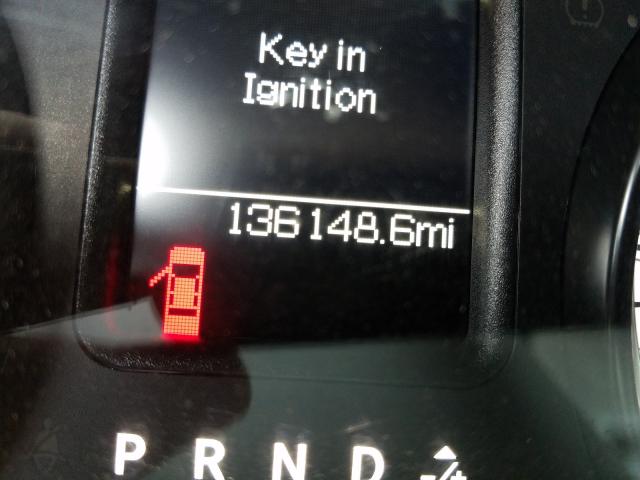 Key in
Ignition
136148.6mi
P R N D -/+